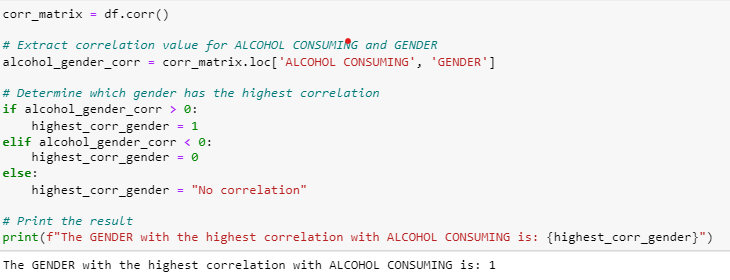 corr_matrix = df.corr()
# Extract correlation value for ALCOHOL CONSUMING and GENDER
alcohol_gender_corr = corr_matrix.loc['ALCOHOL CONSUMING', 'GENDER']
# Determine which gender has the highest correlation
if alcohol_gender_corr > 0:
    highest_corr_gender = 1
elif alcohol_gender_corr < 0:
    highest_corr_gender = 0
else:
    highest_corr_gender = "No correlation"
# Print the result
print(f"The GENDER with the highest correlation with ALCOHOL CONSUMING is: {highest_corr_gender}")
The GENDER with the highest correlation with ALCOHOL CONSUMING is: 1